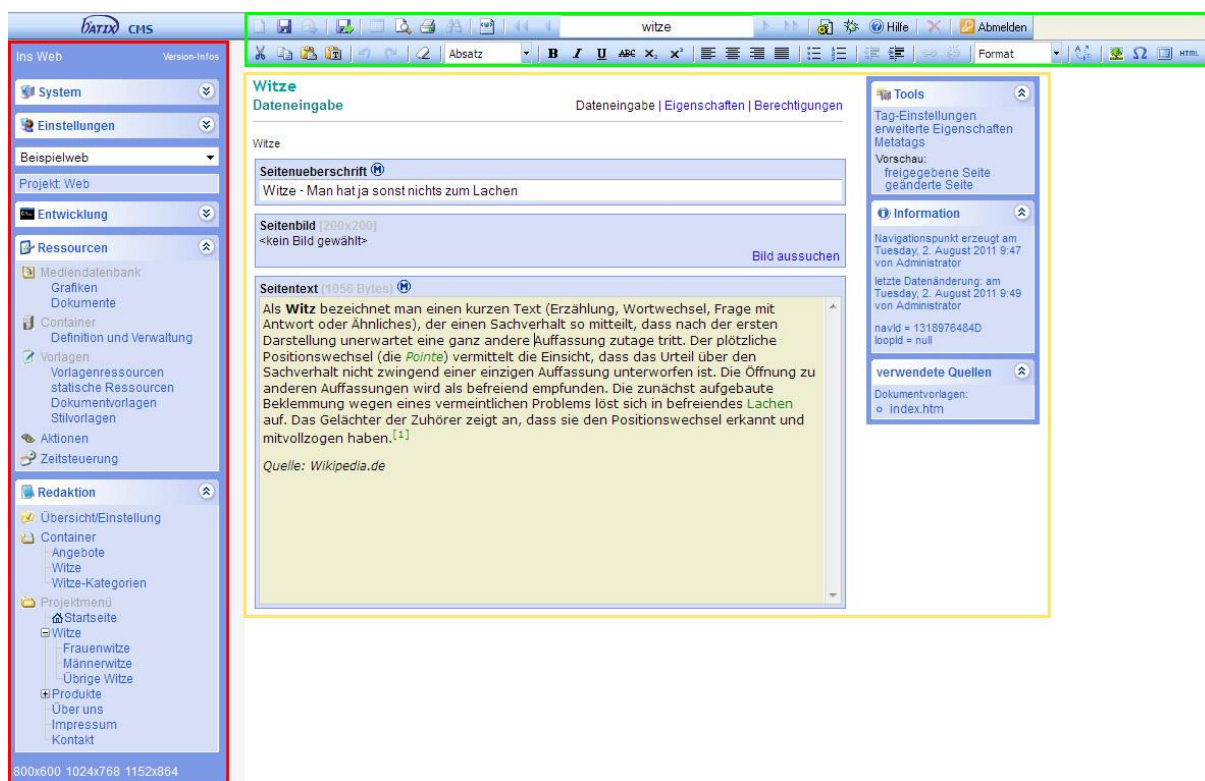 DATIX CMS
Ins Web Version-Infos
System
Einstellungen
Beispielweb
Projekt: Web
Entwicklung
Ressourcen
Mediendatenbank
Grafiken
Dokumente
Container
Definition und Verwaltung
Vorlagen
Vorlagenressourcen
statische Ressourcen
Dokumentvorlagen
Stilvorlagen
Aktionen
Zeitsteuerung
Redaktion
Übersicht/Einstellung
Container
Angebote
Witze
Witze-Kategorien
Projektmenü
Startseite
Witze
Frauenwitze
Männerwitze
Übrige Witze
Produkte
Über uns
Impressum
Kontakt
800x600 1024x768 1152x864
witze Hilfe Abmelden
Absatz B I U ABC X₂ X² Format Ω HTML
Witze
Dateneingabe Dateneingabe | Eigenschaften | Berechtigungen
Witze
Seitenueberschrift M
Witze - Man hat ja sonst nichts zum Lachen
Seitenbild [200x200]
<kein Bild gewählt>
Bild aussuchen
Seitentext (1056 Bytes) M
Als Witz bezeichnet man einen kurzen Text (Erzählung, Wortwechsel, Frage mit
Antwort oder Ähnliches), der einen Sachverhalt so mitteilt, dass nach der ersten
Darstellung unerwartet eine ganz andere Auffassung zutage tritt. Der plötzliche
Positionswechsel (die Pointe) vermittelt die Einsicht, dass das Urteil über den
Sachverhalt nicht zwingend einer einzigen Auffassung unterworfen ist. Die Öffnung zu
anderen Auffassungen wird als befreiend empfunden. Die zunächst aufgebaute
Beklemmung wegen eines vermeintlichen Problems löst sich in befreiendes Lachen
auf. Das Gelächter der Zuhörer zeigt an, dass sie den Positionswechsel erkannt und
mitvollzogen haben.[1]
Quelle: Wikipedia.de
Tools
Tag-Einstellungen
erweiterte Eigenschaften
Metatags
Vorschau:
freigegebene Seite
geänderte Seite
Information
Navigationspunkt erzeugt am
Tuesday, 2. August 2011 9:47
von Administrator
letzte Datenänderung: am
Tuesday, 2. August 2011 9:49
von Administrator
navId = 1318976484D
loopId = null
verwendete Quellen
Dokumentvorlagen:
index.htm